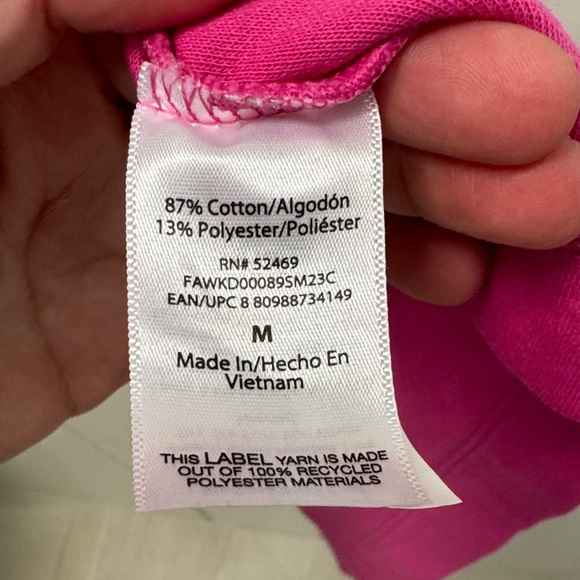 87% Cotton/Algodón
13% Polyester/Poliéster
RN# 52469
FAWKD00089SM23C
EAN/UPC 8 80988734149
M
Made In/Hecho En
Vietnam
THIS LABEL YARN IS MADE
OUT OF 100% RECYCLED
POLYESTER MATERIALS